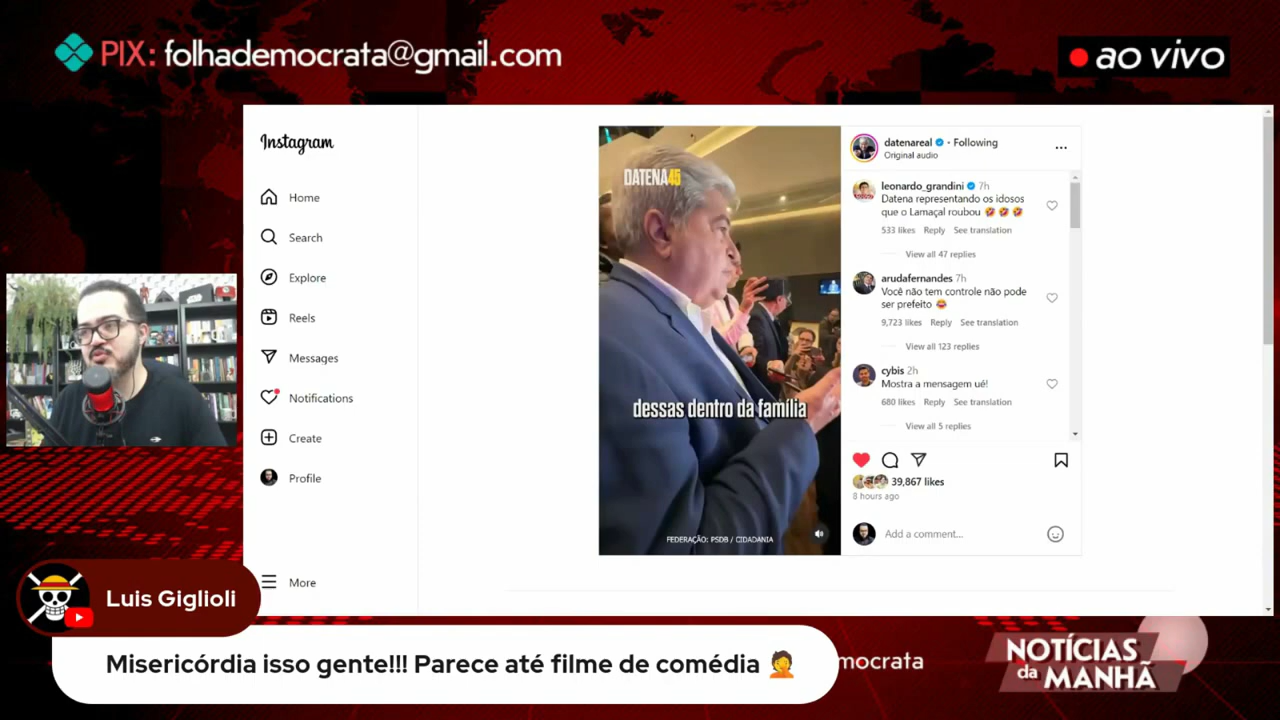 PIX: folhademocrata@gmail.com
ao vivo
Instagram
Home
Search
Explore
Reels
Messages
Notifications
Create
Profile
More
DATENA45
dessas dentro da família
FEDERAÇÃO: PSDB / CIDADANIA
datenareal • Following
Original audio
leonardo_grandini 7h
Datena representando os idosos
que o Lamaçal roubou 🤣 🤣 🤣
533 likes Reply See translation
View all 47 replies
arudafernandes 7h
Você não tem controle não pode
ser prefeito 😂
9,723 likes Reply See translation
View all 123 replies
cybis 2h
Mostra a mensagem ué!
680 likes Reply See translation
View all 5 replies
39,867 likes
8 hours ago
Add a comment...
Luis Giglioli
Misericórdia isso gente!!! Parece até filme de comédia 🤦
mocrata
NOTÍCIAS
da MANHÃ